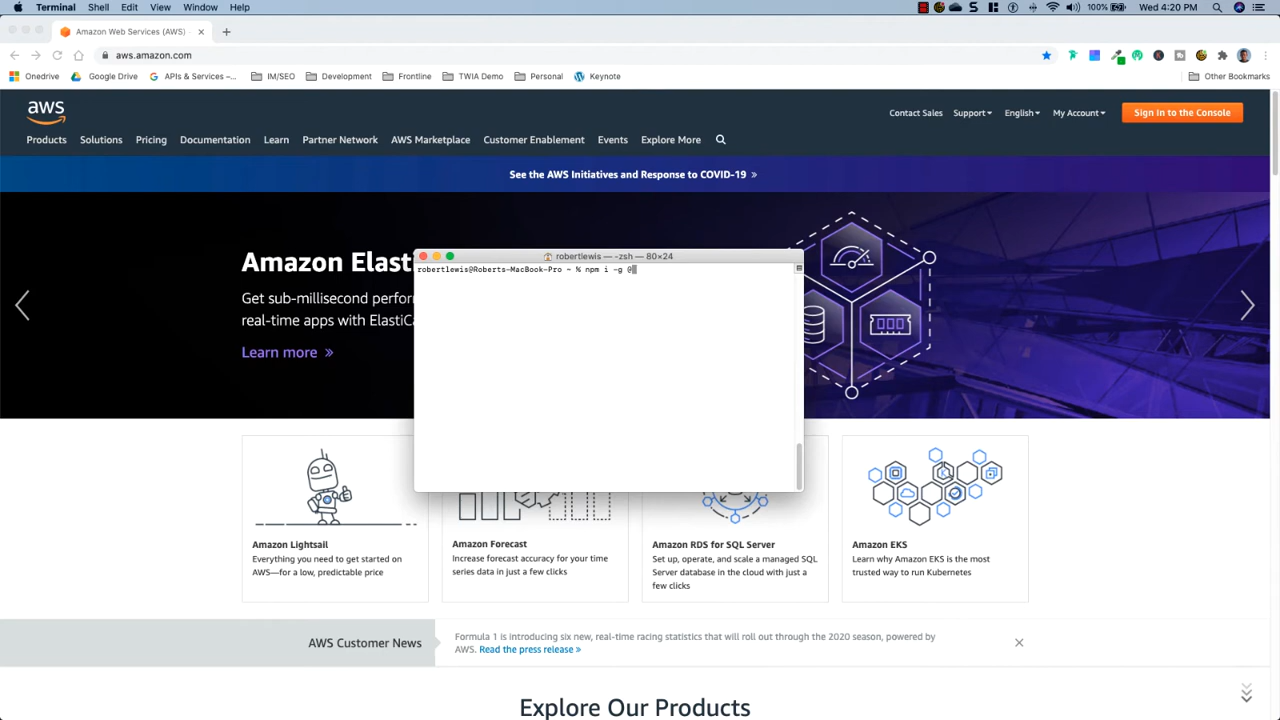 Terminal Shell Edit View Window Help 100% Wed 4:20 PM
Amazon Web Services (AWS)
aws.amazon.com
Onedrive Google Drive APIs & Services –... IM/SEO Development Frontline TWIA Demo Personal Keynote Other Bookmarks
aws
Contact Sales Support English My Account Sign In to the Console
Products Solutions Pricing Documentation Learn Partner Network AWS Marketplace Customer Enablement Events Explore More
See the AWS Initiatives and Response to COVID-19 »
robertlewis — -zsh — 80×24
robertlewis@Roberts-MacBook-Pro ~ % npm i -g @
Amazon Elast
Get sub-millisecond perfor
real-time apps with ElastiCa
Learn more »
Amazon Lightsail
Everything you need to get started on
AWS—for a low, predictable price
Amazon Forecast
Increase forecast accuracy for your time
series data in just a few clicks
Amazon RDS for SQL Server
Set up, operate, and scale a managed SQL
Server database in the cloud with just a
few clicks
Amazon EKS
Learn why Amazon EKS is the most
trusted way to run Kubernetes
AWS Customer News
Formula 1 is introducing six new, real-time racing statistics that will roll out through the 2020 season, powered by
AWS. Read the press release »
Explore Our Products